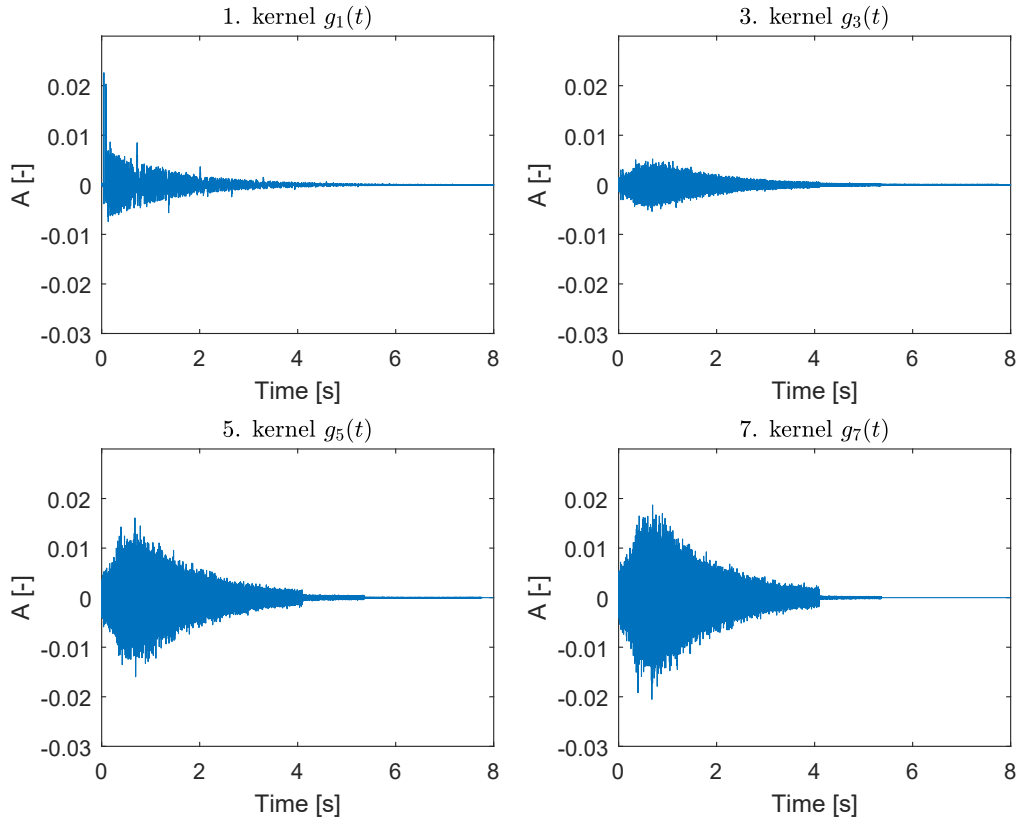 1. kernel g₁(t)
0.02
0.01
0
-0.01
-0.02
-0.03
A [-]
0 2 4 6 8
Time [s]
3. kernel g₃(t)
0.02
0.01
0
-0.01
-0.02
-0.03
A [-]
0 2 4 6 8
Time [s]
5. kernel g₅(t)
0.02
0.01
0
-0.01
-0.02
-0.03
A [-]
0 2 4 6 8
Time [s]
7. kernel g₇(t)
0.02
0.01
0
-0.01
-0.02
-0.03
A [-]
0 2 4 6 8
Time [s]